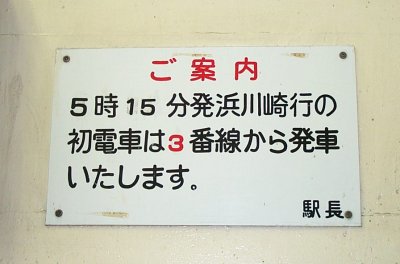 ご案内
5時15分発浜川崎行の
初電車は3番線から発車
いたします。
駅長